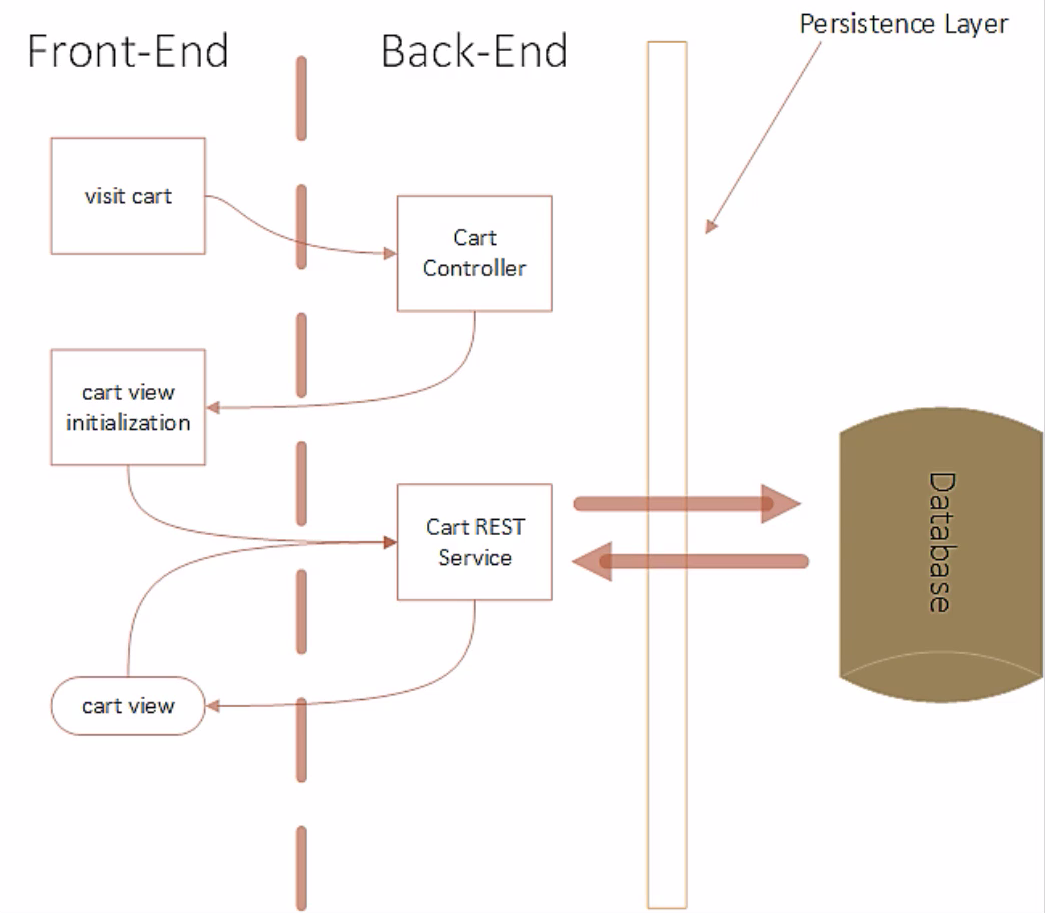 Front-End
Back-End
Persistence Layer
visit cart
Cart
Controller
cart view
initialization
Cart REST
Service
Database
cart view